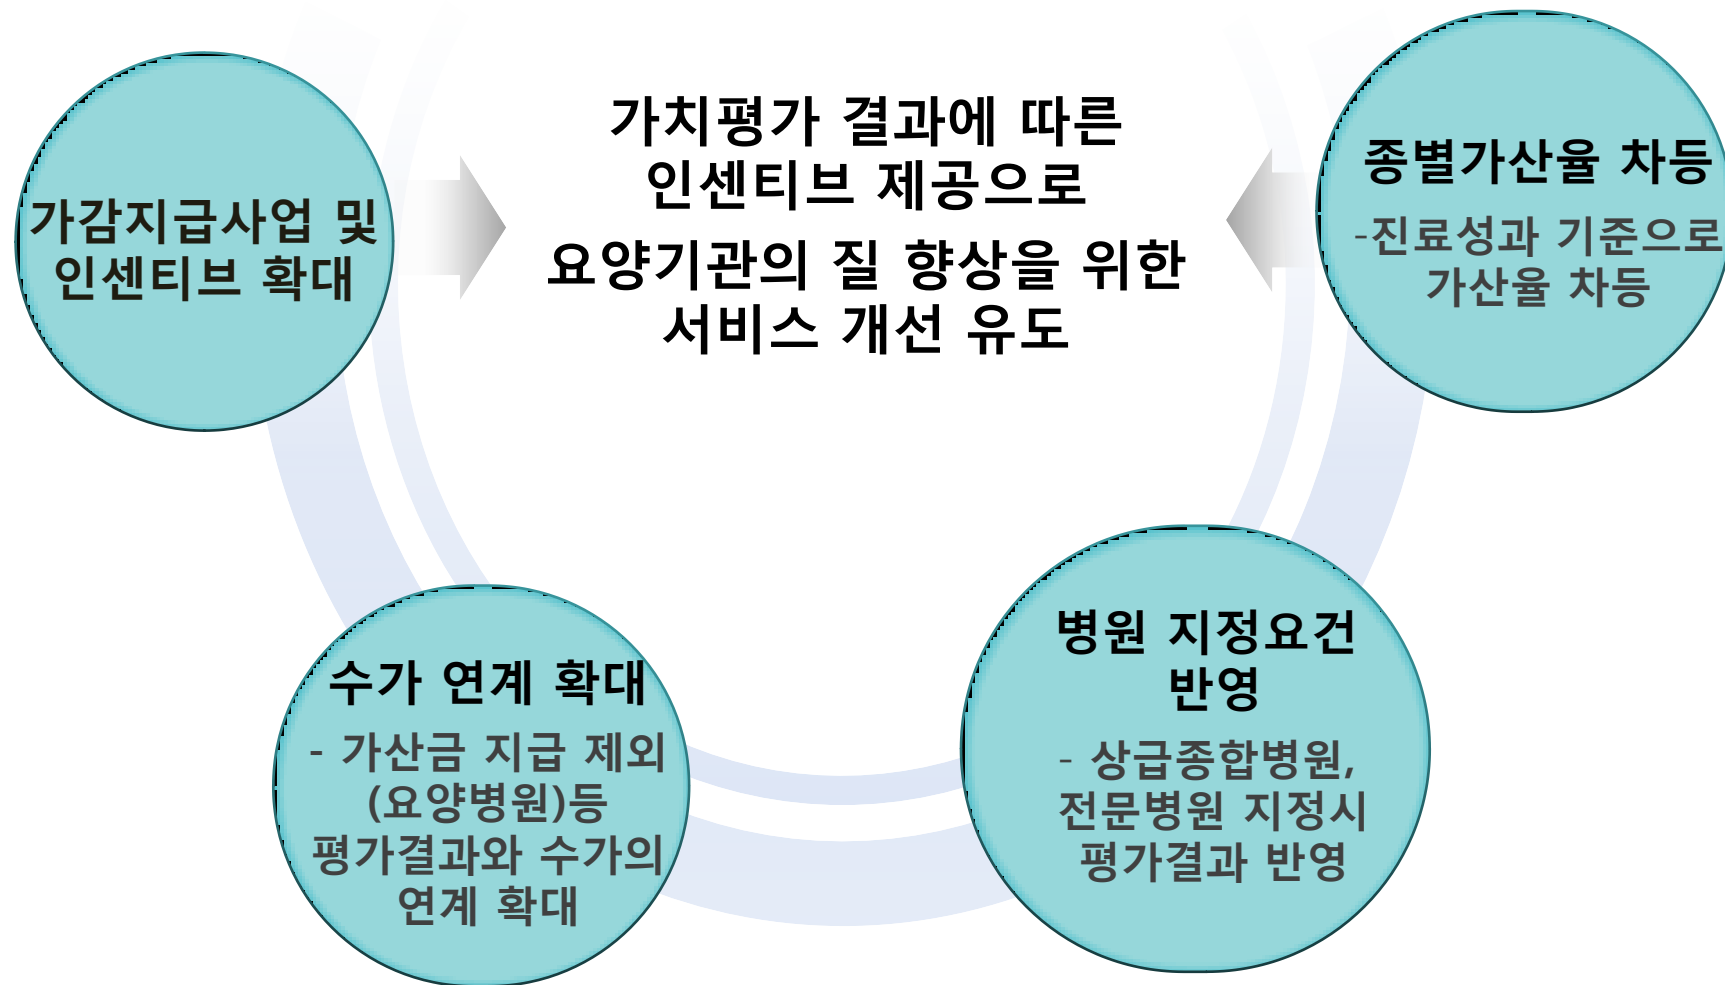 가치평가 결과에 따른
인센티브 제공으로
요양기관의 질 향상을 위한
서비스 개선 유도
가감지급사업 및
인센티브 확대
종별가산율 차등
-진료성과 기준으로
가산율 차등
수가 연계 확대
- 가산금 지급 제외
(요양병원)등
평가결과와 수가의
연계 확대
병원 지정요건
반영
- 상급종합병원,
전문병원 지정시
평가결과 반영